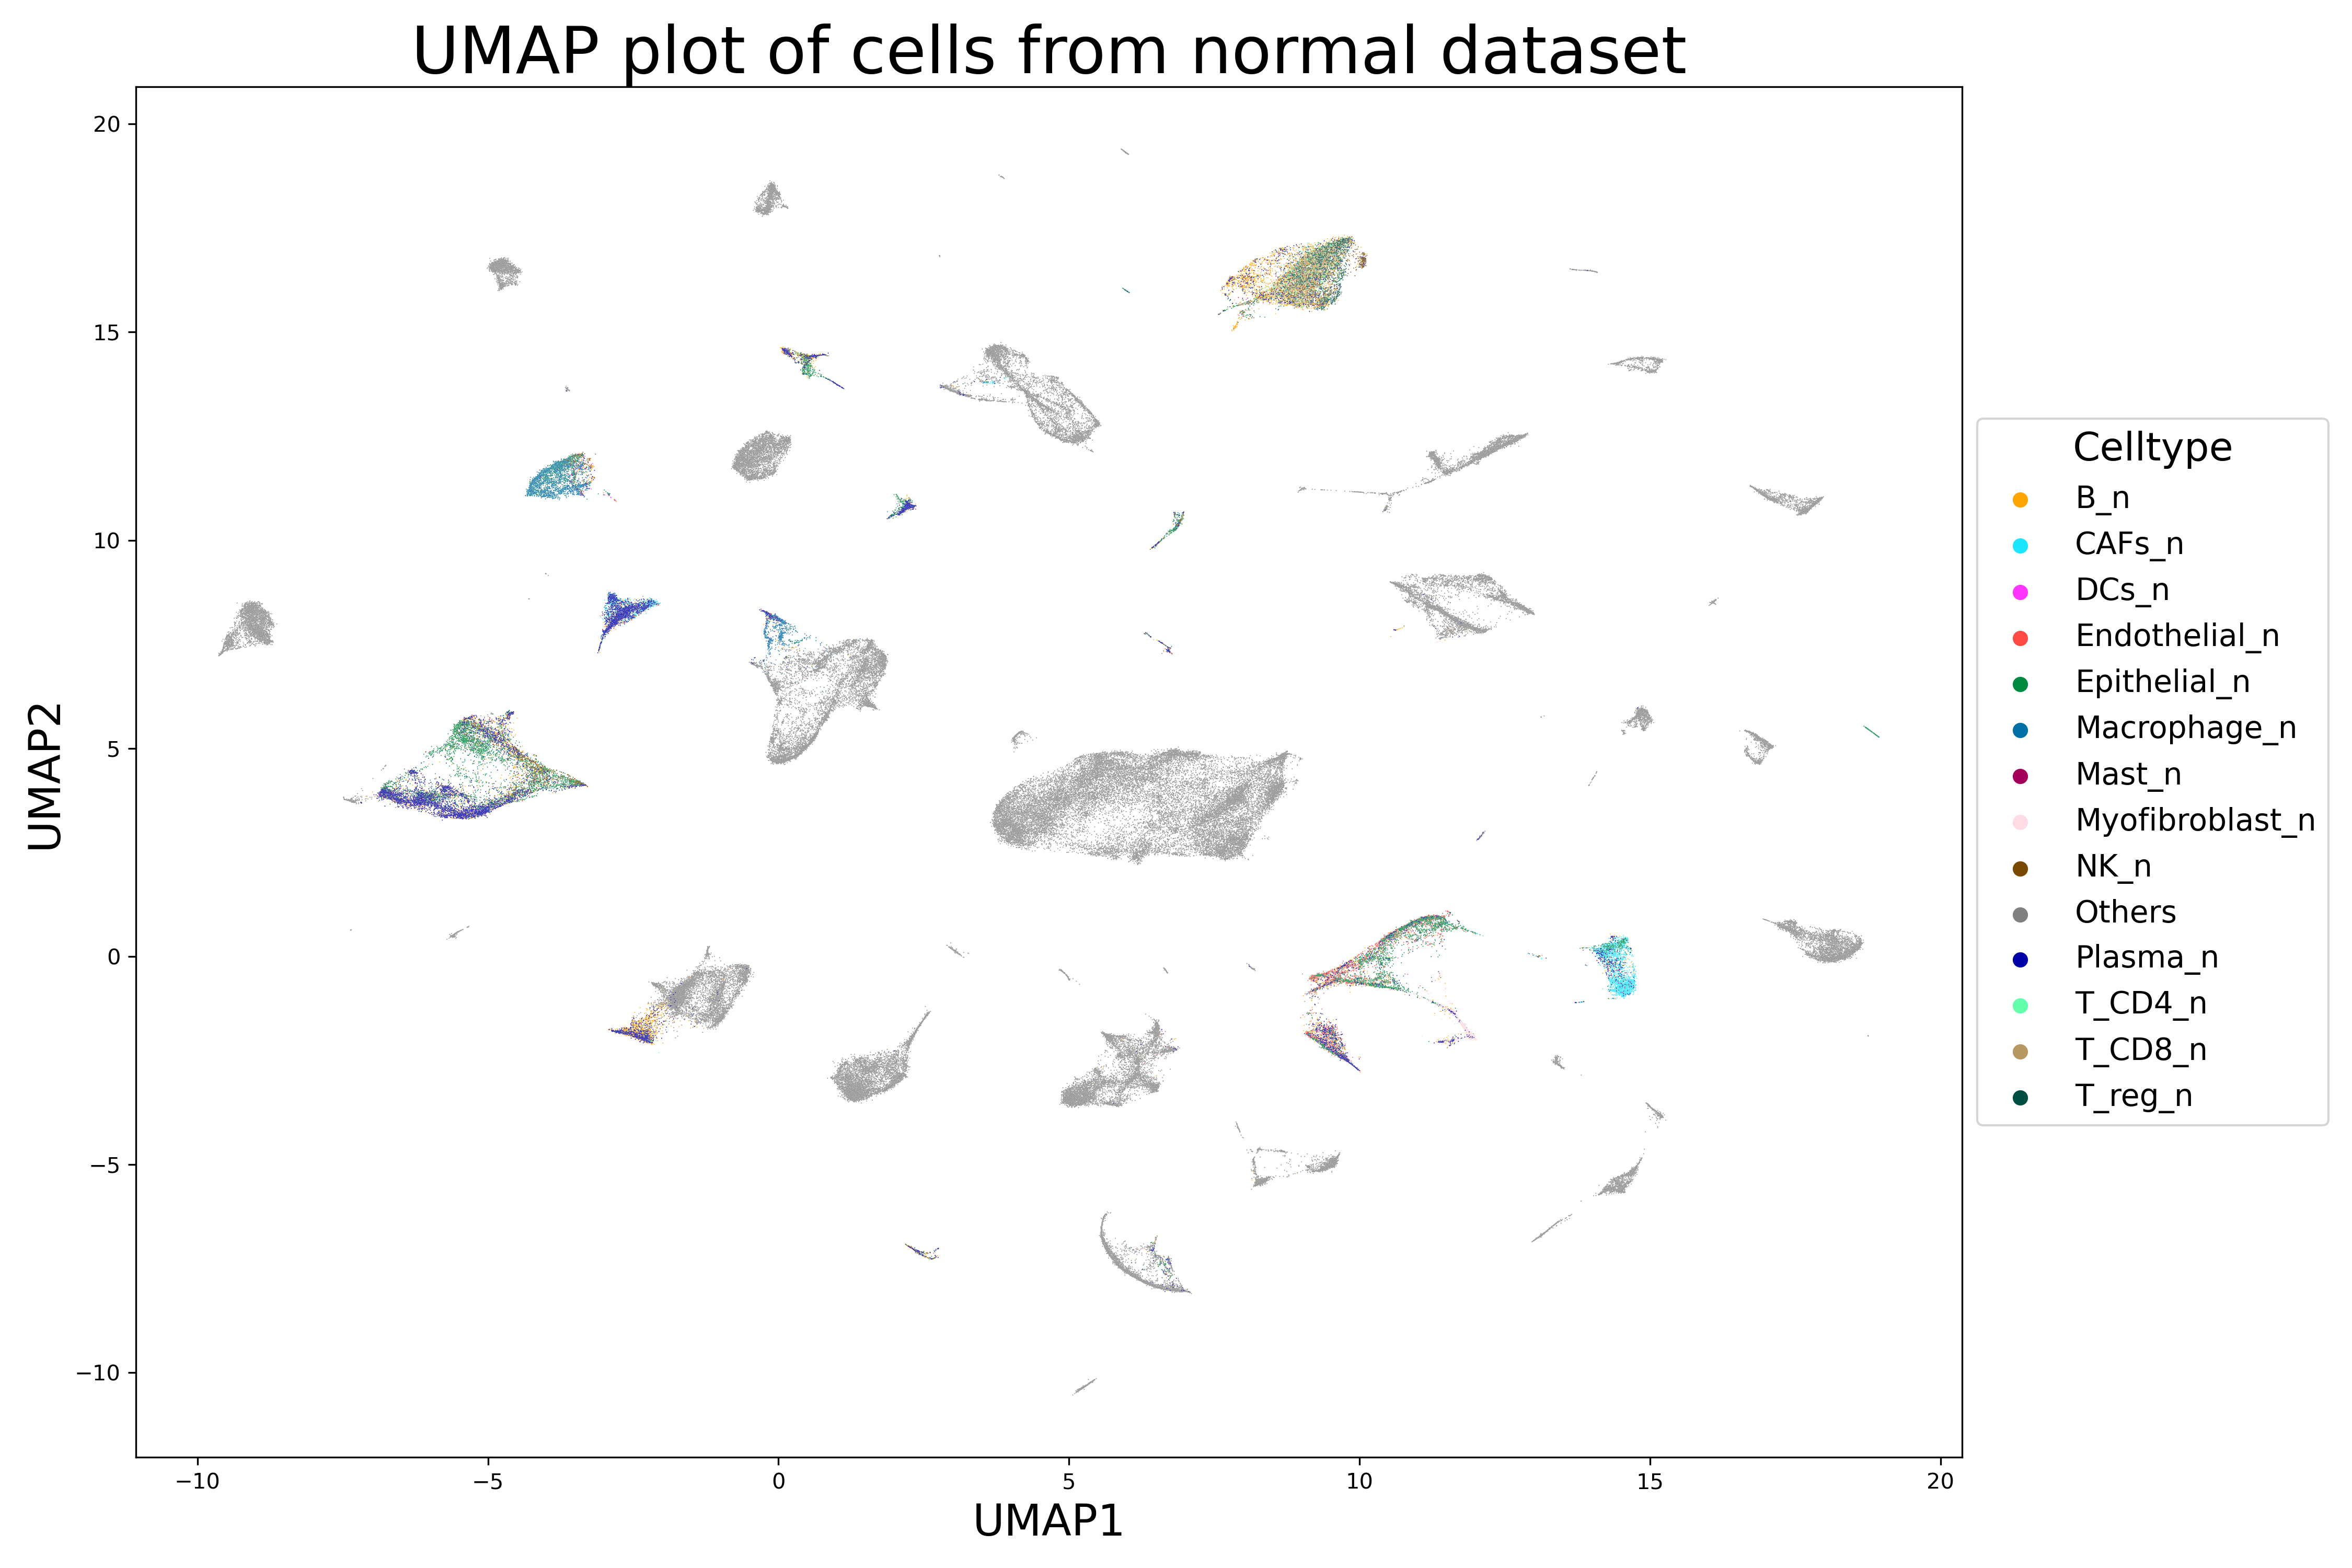 UMAP plot of cells from normal dataset
20
15
10
5
0
−5
−10
UMAP2
−10
−5
0
5
10
15
20
UMAP1
Celltype
B_n
CAFs_n
DCs_n
Endothelial_n
Epithelial_n
Macrophage_n
Mast_n
Myofibroblast_n
NK_n
Others
Plasma_n
T_CD4_n
T_CD8_n
T_reg_n